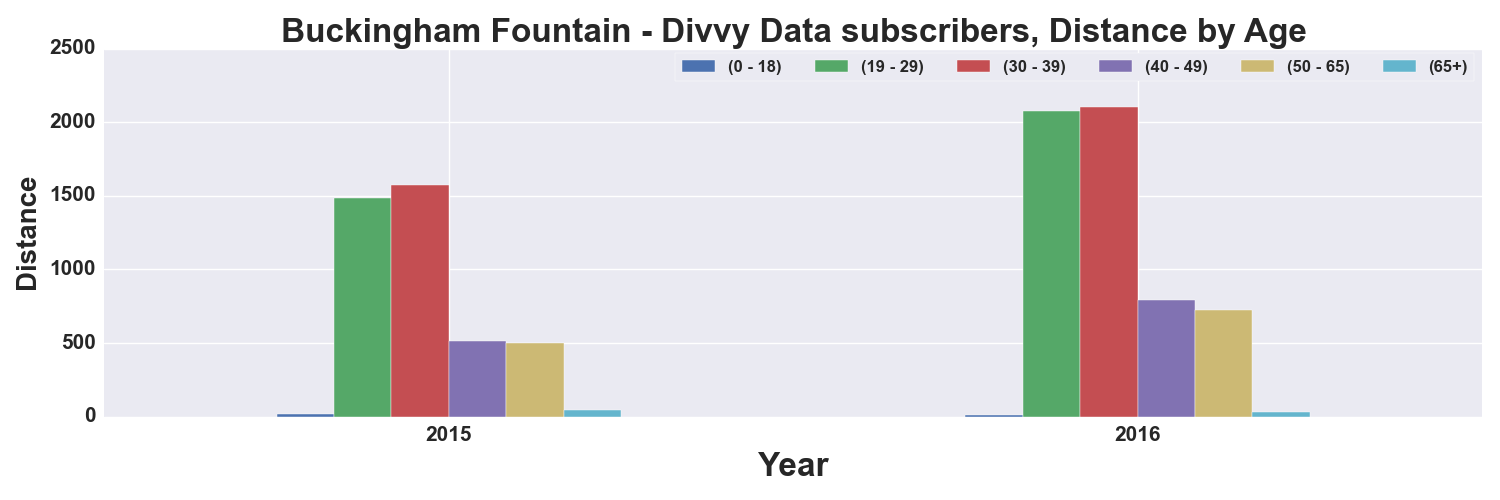 Buckingham Fountain - Divvy Data subscribers, Distance by Age
2500
(0 - 18) (19 - 29) (30 - 39) (40 - 49) (50 - 65) (65+)
2000
1500
Distance
1000
500
0
2015 2016
Year